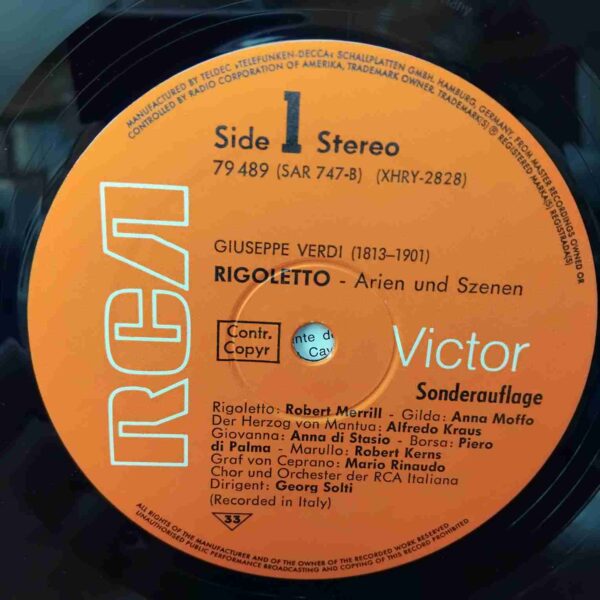 MANUFACTURED BY TELDEC »TELEFUNKEN-DECCA« SCHALLPLATTEN GMBH, HAMBURG, GERMANY, FROM MASTER RECORDINGS OWNED OR
CONTROLLED BY RADIO CORPORATION OF AMERICA, TRADEMARK OWNER, TRADEMARK(S) ® REGISTERED MARKA(S) REGISTRADA(S)
Side 1 Stereo
79 489 (SAR 747-B) (XHRY-2828)
GIUSEPPE VERDI (1813–1901)
RIGOLETTO - Arien und Szenen
RCA
Contr.
Copyr
nte de
Cav
Victor
Sonderauflage
Rigoletto: Robert Merrill - Gilda: Anna Moffo
Der Herzog von Mantua: Alfredo Kraus
Giovanna: Anna di Stasio - Borsa: Piero
di Palma - Marullo: Robert Kerns
Graf von Ceprano: Mario Rinaudo
Chor und Orchester der RCA Italiana
Dirigent: Georg Solti
(Recorded in Italy)
33
ALL RIGHTS OF THE MANUFACTURER AND OF THE OWNER OF THE RECORDED WORK RESERVED
UNAUTHORISED PUBLIC PERFORMANCE BROADCASTING AND COPYING OF THIS RECORD PROHIBITED